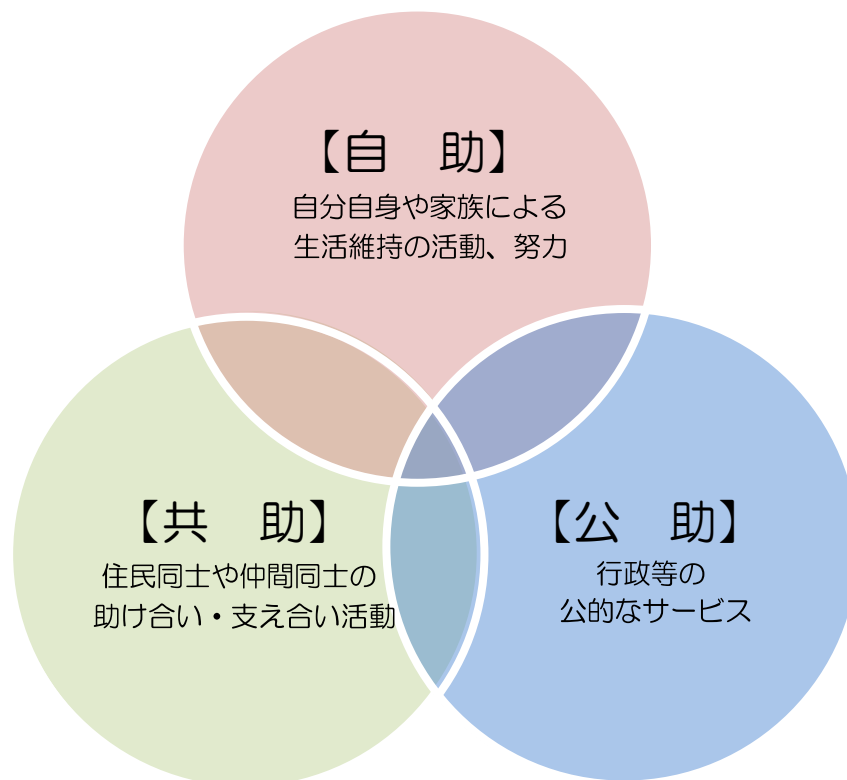 【自　助】
自分自身や家族による
生活維持の活動、努力
【共　助】
住民同士や仲間同士の
助け合い・支え合い活動
【公　助】
行政等の
公的なサービス